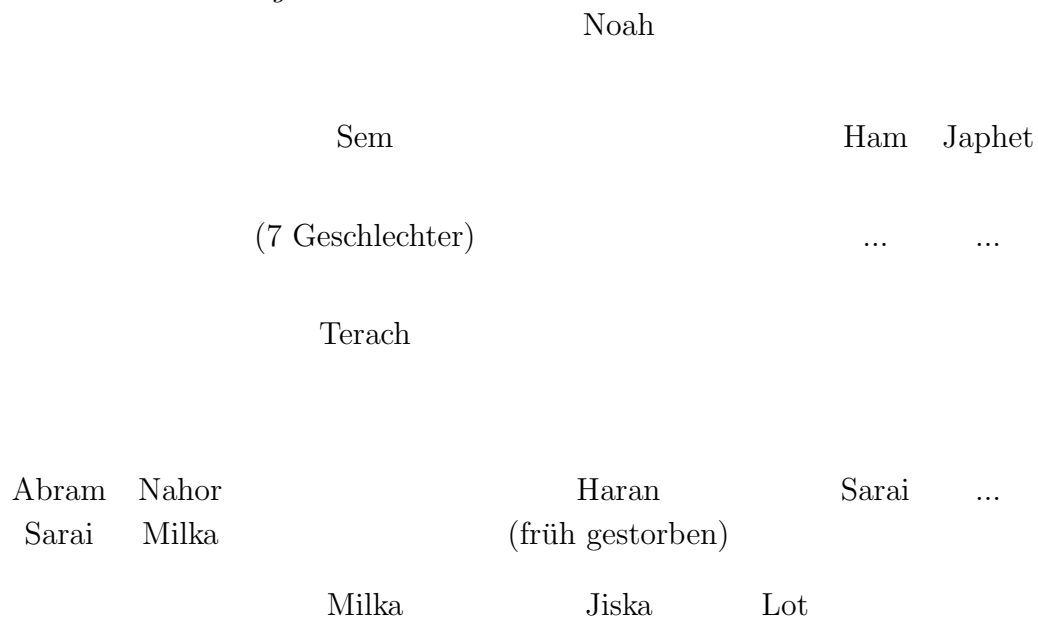 Noah
Sem Ham Japhet
(7 Geschlechter) ... ...
Terach
Abram Nahor Haran Sarai ...
Sarai Milka (früh gestorben)
Milka Jiska Lot